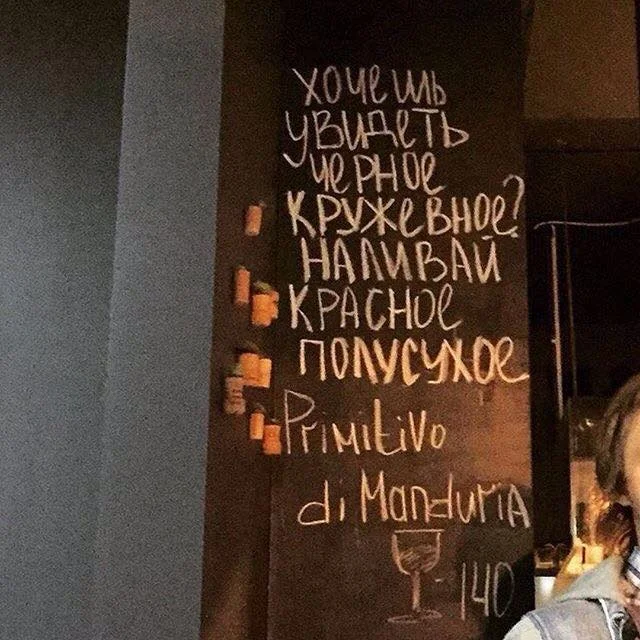 хочешь
увидеть
черное
кружевное?
Наливай
красное
полусухое
Primitivo
di Manduria
-140